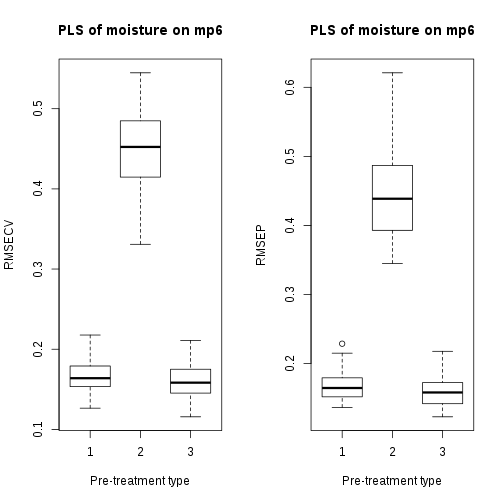 PLS of moisture on mp6
RMSECV
0.5
0.4
0.3
0.2
0.1
1 2 3
Pre-treatment type
PLS of moisture on mp6
RMSEP
0.6
0.5
0.4
0.3
0.2
1 2 3
Pre-treatment type